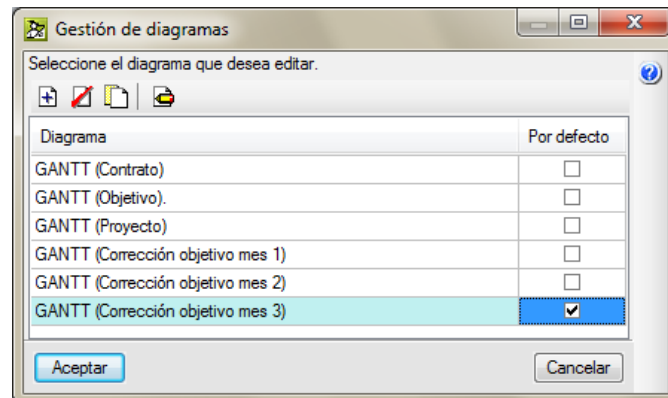 Gestión de diagramas
Seleccione el diagrama que desea editar.
Diagrama Por defecto
GANTT (Contrato)
GANTT (Objetivo).
GANTT (Proyecto)
GANTT (Corrección objetivo mes 1)
GANTT (Corrección objetivo mes 2)
GANTT (Corrección objetivo mes 3)
Aceptar Cancelar